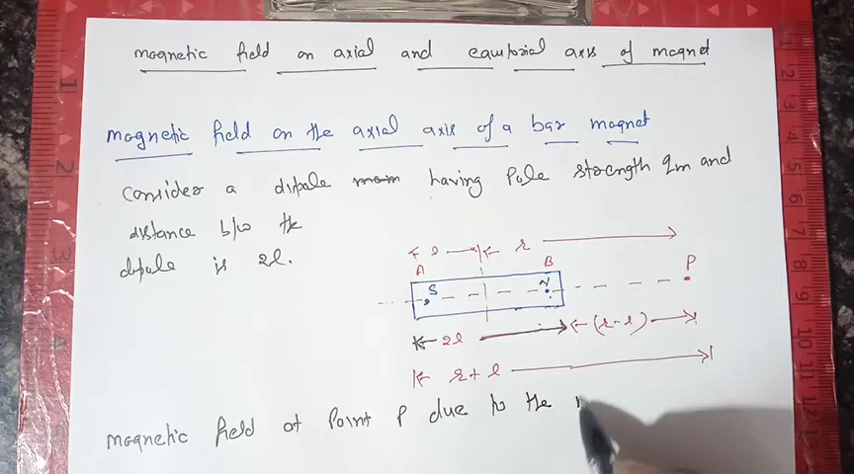 magnetic field on axial and equitorial axis of magnet
magnetic field on the axial axis of a bar magnet
Consider a dipole having Pole strength qm and
distance b/w the
dipole is 2l.
l r
A B P
S N
2l (r-l)
r+l
magnetic field at Point P due to the